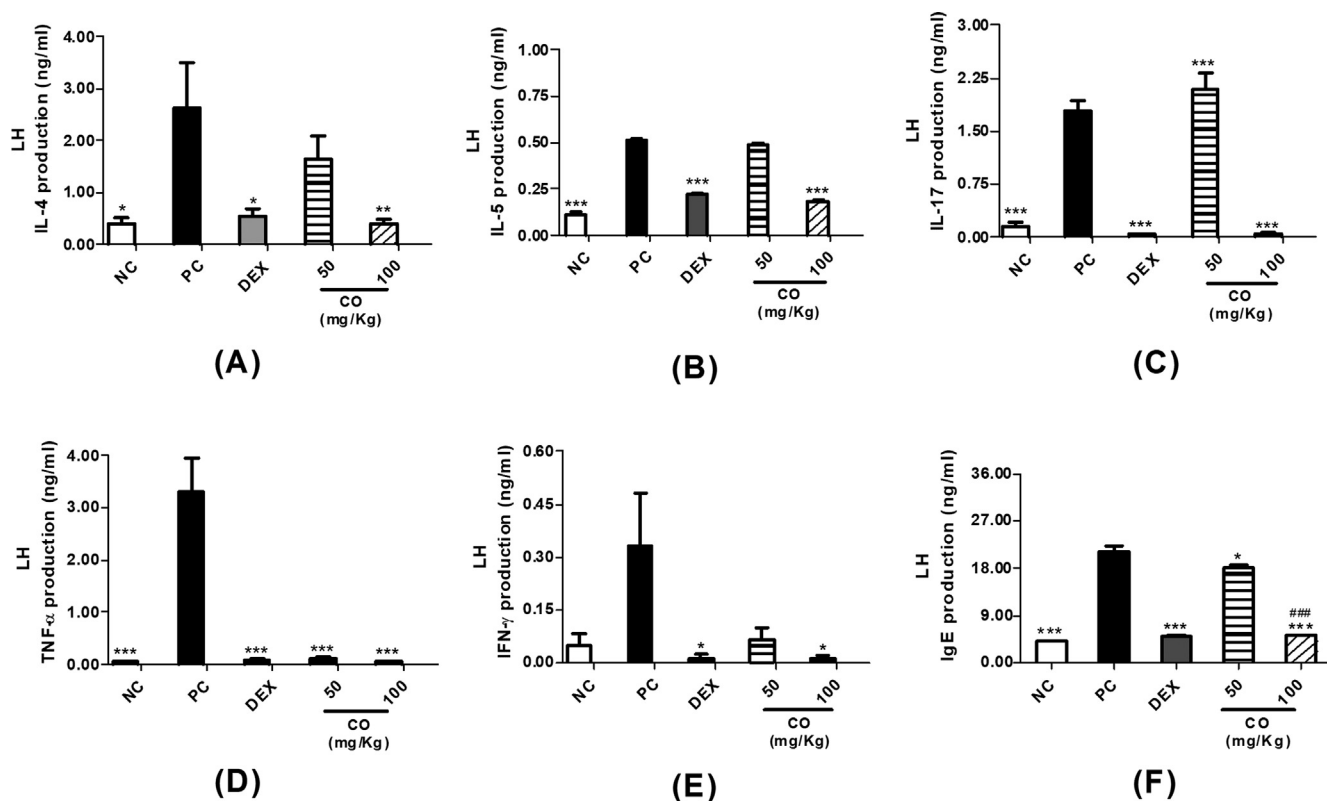 LH
IL-4 production (ng/ml)
4.00
3.00
2.00
1.00
0.00
*
*
**
NC
PC
DEX
50
100
CO
(mg/Kg)
(A)
LH
IL-5 production (ng/ml)
1.00
0.75
0.50
0.25
0.00
***
***
***
NC
PC
DEX
50
100
CO
(mg/Kg)
(B)
LH
IL-17 production (ng/ml)
3.00
2.25
1.50
0.75
0.00
***
***
***
***
NC
PC
DEX
50
100
CO
(mg/Kg)
(C)
LH
TNF-α production (ng/ml)
4.00
3.00
2.00
1.00
0.00
***
***
***
***
NC
PC
DEX
50
100
CO
(mg/Kg)
(D)
LH
IFN-γ production (ng/ml)
0.60
0.45
0.30
0.15
0.00
*
*
NC
PC
DEX
50
100
CO
(mg/Kg)
(E)
LH
IgE production (ng/ml)
36.00
27.00
18.00
9.00
0.00
***
***
*
###
***
NC
PC
DEX
50
100
CO
(mg/Kg)
(F)